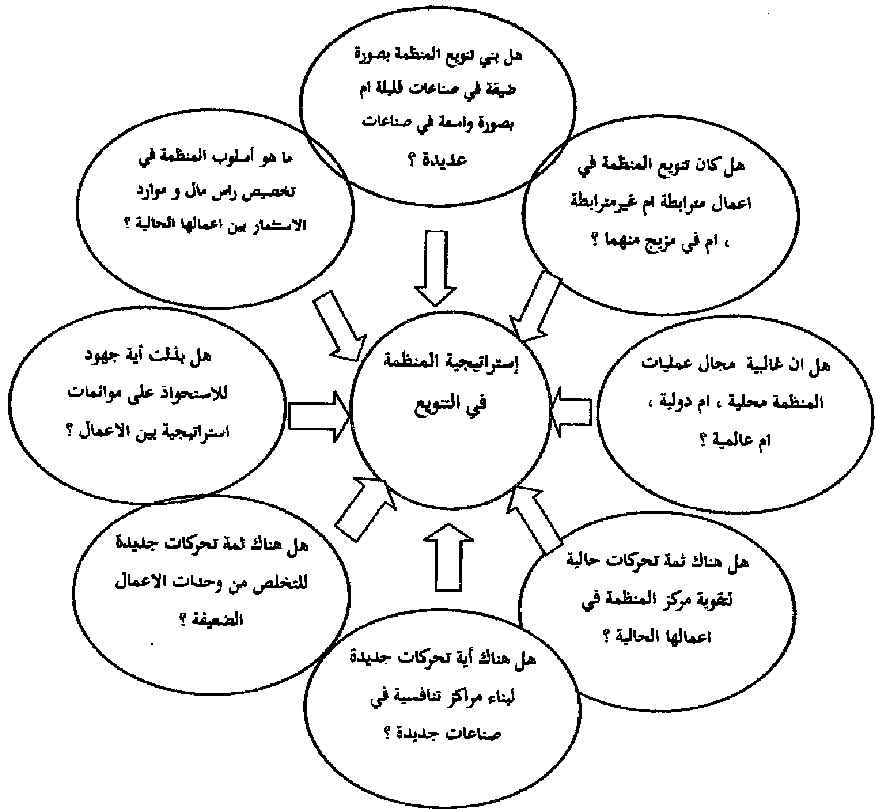 هل بني تنويع المنظمة بصورة
ضيقة في صناعات قليلة ام
بصورة واسعة في صناعات
عديدة ؟
هل كان تنويع المنظمة في
اعمال مترابطة ام غير مترابطة
، ام في مزيج منهما ؟
هل ان غالبية مجال عمليات
المنظمة محلية ، ام دولية ،
ام عالمية ؟
هل هناك ثمة تحركات حالية
لتقوية مركز المنظمة في
اعمالها الحالية ؟
هل هناك أية تحركات جديدة
لبناء مراكز تنافسية في
صناعات جديدة ؟
هل هناك ثمة تحركات جديدة
للتخلص من وحدات الاعمال
الضعيفة ؟
هل بذلت أية جهود
للاستحواذ على موائمات
استراتيجية بين الاعمال ؟
ما هو أسلوب المنظمة في
تخصيص راس مال و موارد
الاستثمار بين اعمالها الحالية ؟
إستراتيجية المنظمة
في التنويع